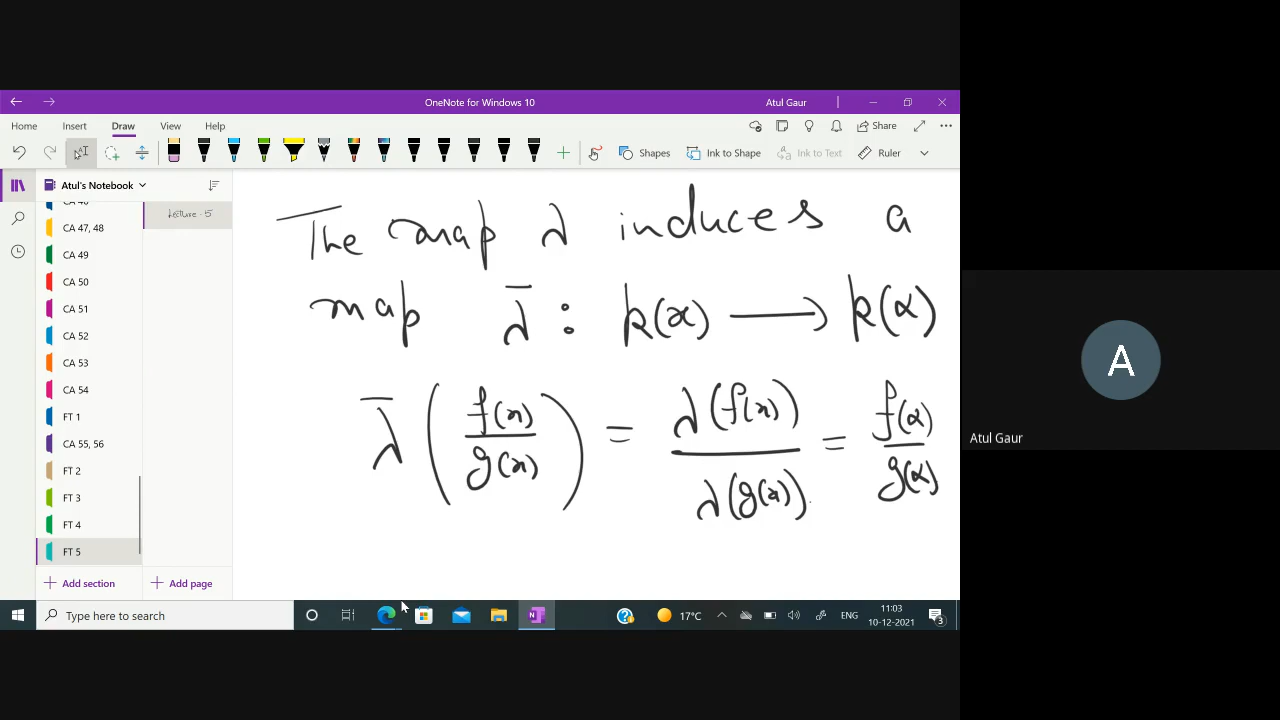 OneNote for Windows 10
Atul Gaur
Home Insert Draw View Help
Share
Shapes Ink to Shape Ink to Text Ruler
Atul's Notebook
Lecture - 5
CA 46
CA 47, 48
CA 49
CA 50
CA 51
CA 52
CA 53
CA 54
FT 1
CA 55, 56
FT 2
FT 3
FT 4
FT 5
Add section Add page
The map λ induces a
map λ̄ : k(x) ⟶ k(α)
λ̄ ( f(x) / g(x) ) = λ(f(x)) / λ(g(x)) = f(α) / g(α)
A
Atul Gaur
Type here to search
17°C
ENG
11:03
10-12-2021
3